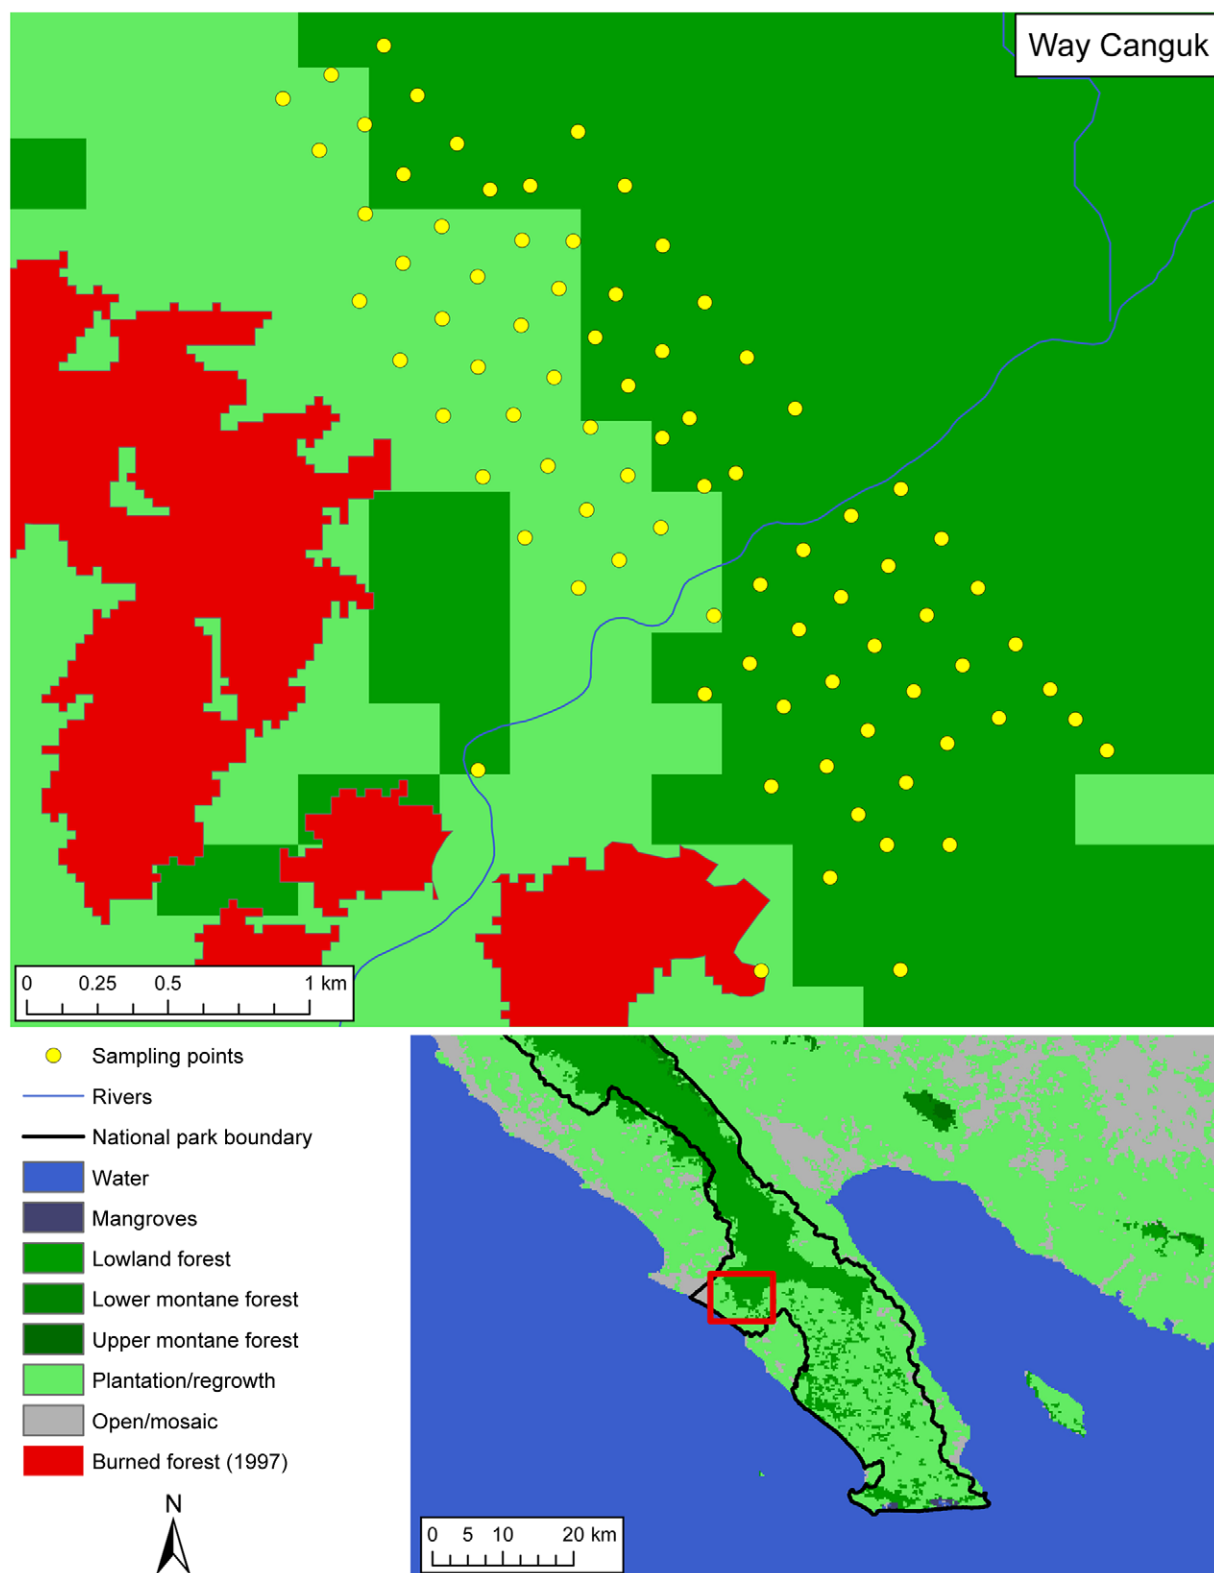 Way Canguk
0 0.25 0.5 1 km
Sampling points
Rivers
National park boundary
Water
Mangroves
Lowland forest
Lower montane forest
Upper montane forest
Plantation/regrowth
Open/mosaic
Burned forest (1997)
N
0 5 10 20 km